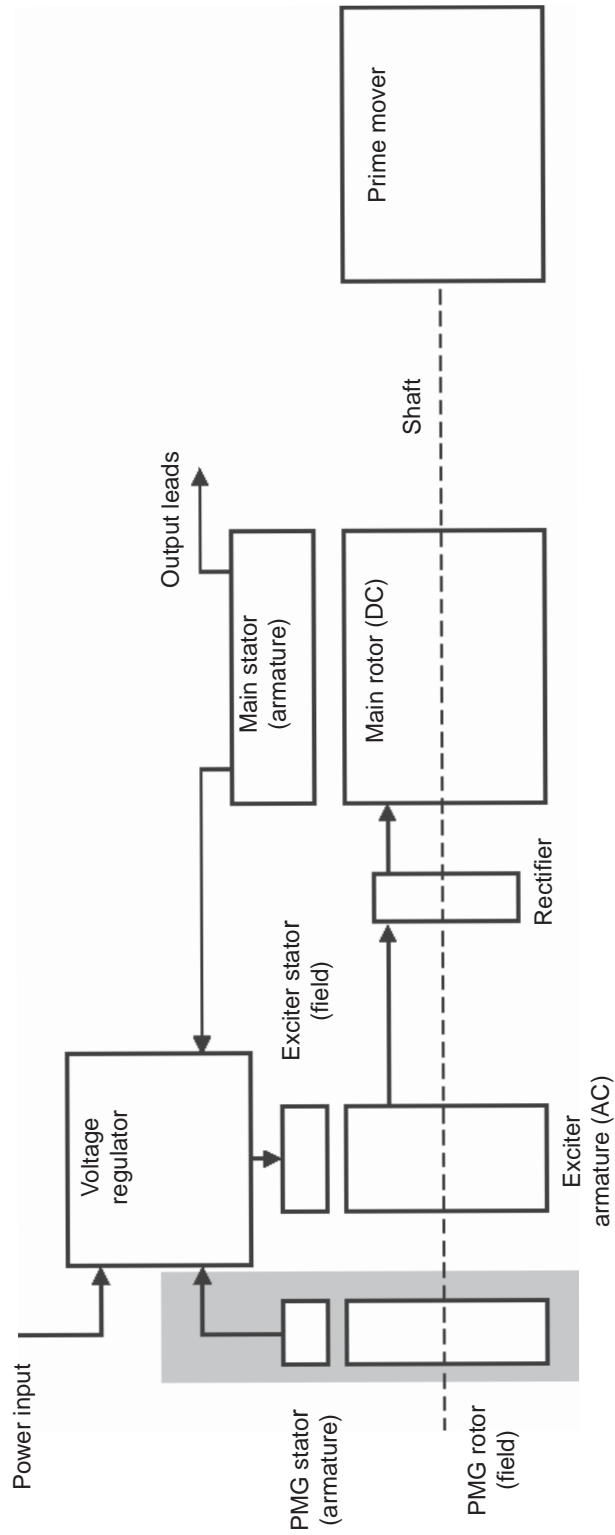 Power input
Voltage
regulator
Output leads
PMG stator
(armature)
Exciter stator
(field)
Main stator
(armature)
PMG rotor
(field)
Exciter
armature (AC)
Rectifier
Main rotor (DC)
Shaft
Prime mover